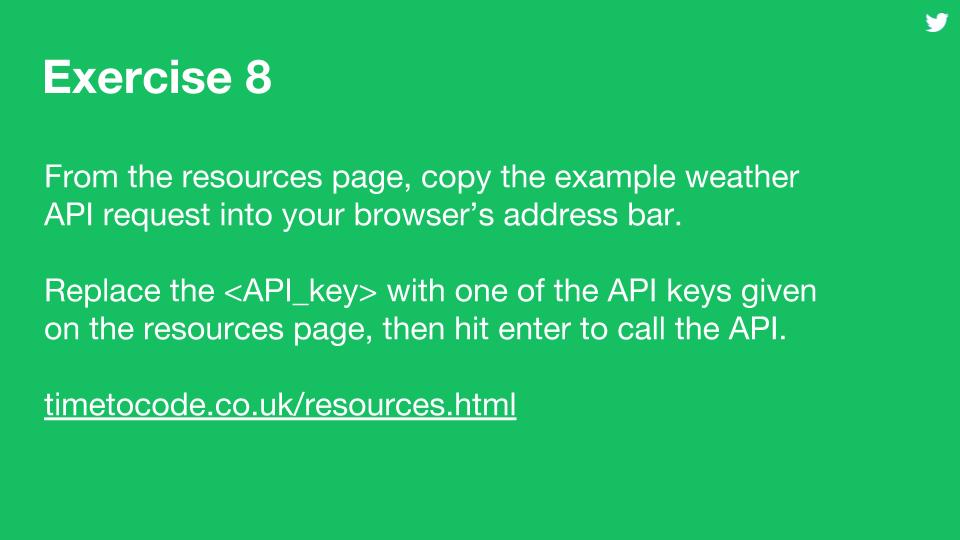 Exercise 8
From the resources page, copy the example weather
API request into your browser’s address bar.
Replace the <API_key> with one of the API keys given
on the resources page, then hit enter to call the API.
timetocode.co.uk/resources.html